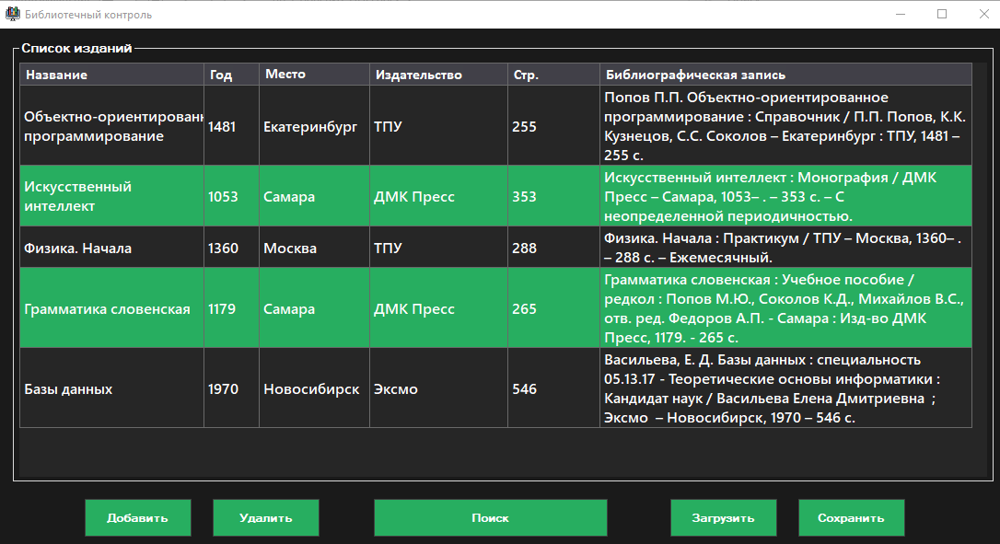 Библиотечный контроль
Список изданий
Название Год Место Издательство Стр. Библиографическая запись
Объектно-ориентирован
программирование
1481
Екатеринбург
ТПУ
255
Попов П.П. Объектно-ориентированное
программирование : Справочник / П.П. Попов, К.К.
Кузнецов, С.С. Соколов – Екатеринбург : ТПУ, 1481 –
255 с.
Искусственный
интеллект
1053
Самара
ДМК Пресс
353
Искусственный интеллект : Монография / ДМК
Пресс – Самара, 1053– . – 353 с. – С
неопределенной периодичностью.
Физика. Начала
1360
Москва
ТПУ
288
Физика. Начала : Практикум / ТПУ – Москва, 1360– .
– 288 с. – Ежемесячный.
Грамматика словенская
1179
Самара
ДМК Пресс
265
Грамматика словенская : Учебное пособие /
редкол : Попов М.Ю., Соколов К.Д., Михайлов В.С.,
отв. ред. Федоров А.П. - Самара : Изд-во ДМК
Пресс, 1179. - 265 с.
Базы данных
1970
Новосибирск
Эксмо
546
Васильева, Е. Д. Базы данных : специальность
05.13.17 - Теоретические основы информатики :
Кандидат наук / Васильева Елена Дмитриевна  ;
Эксмо  – Новосибирск, 1970 – 546 с.
Добавить Удалить Поиск Загрузить Сохранить